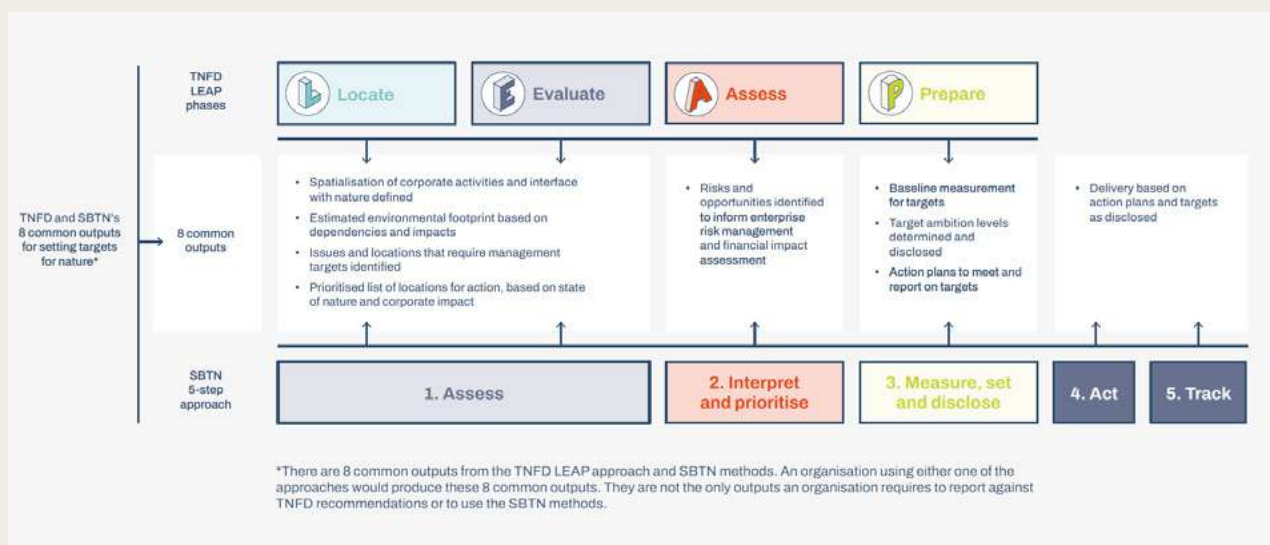 TNFD
LEAP
phases
L Locate
E Evaluate
A Assess
P Prepare
TNFD and SBTN's
8 common outputs
for setting targets
for nature*
8 common
outputs
• Spatialisation of corporate activities and interface
with nature defined
• Estimated environmental footprint based on
dependencies and impacts
• Issues and locations that require management
targets identified
• Prioritised list of locations for action, based on state
of nature and corporate impact
• Risks and
opportunities identified
to inform enterprise
risk management
and financial impact
assessment
• Baseline measurement
for targets
• Target ambition levels
determined and
disclosed
• Action plans to meet and
report on targets
• Delivery based on
action plans and targets
as disclosed
SBTN
5-step
approach
1. Assess
2. Interpret
and prioritise
3. Measure, set
and disclose
4. Act
5. Track
*There are 8 common outputs from the TNFD LEAP approach and SBTN methods. An organisation using either one of the
approaches would produce these 8 common outputs. They are not the only outputs an organisation requires to report against
TNFD recommendations or to use the SBTN methods.